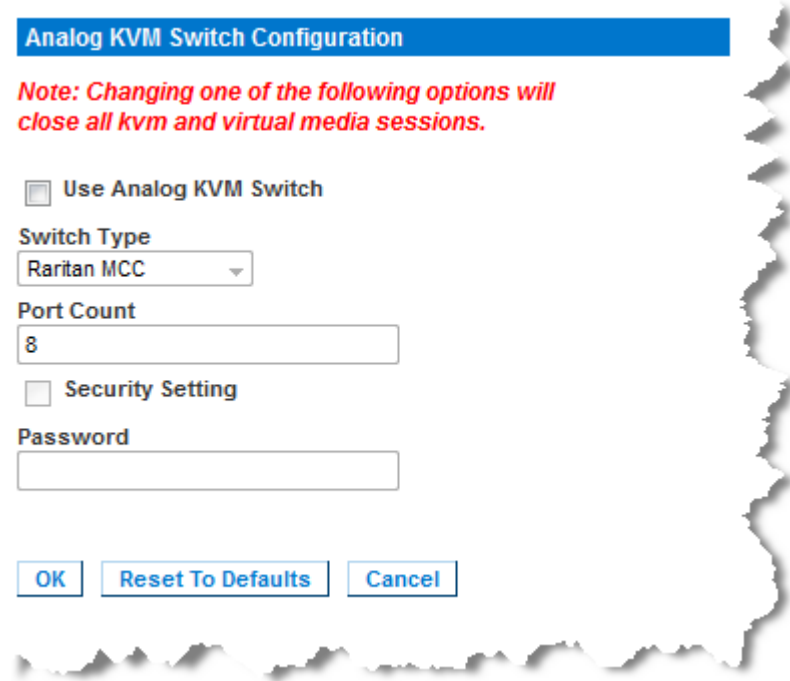 Analog KVM Switch Configuration
Note: Changing one of the following options will
close all kvm and virtual media sessions.
Use Analog KVM Switch
Switch Type
Raritan MCC
Port Count
8
Security Setting
Password
OK Reset To Defaults Cancel